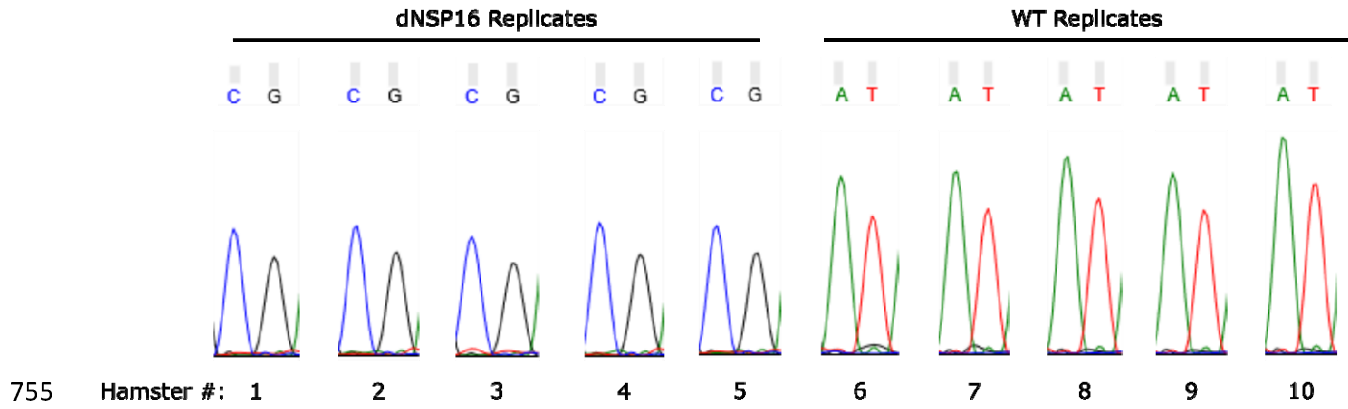 dNSP16 Replicates WT Replicates
C G C G C G C G C G A T A T A T A T A T
755 Hamster #: 1 2 3 4 5 6 7 8 9 10